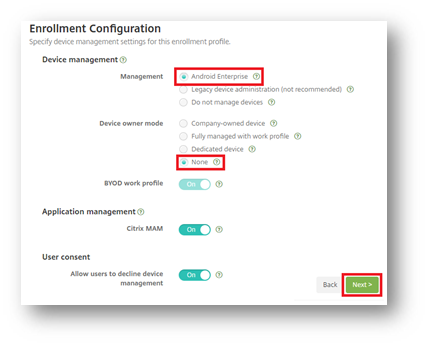 Enrollment Configuration
Specify device management settings for this enrollment profile.
Device management ?
Management Android Enterprise ?
Legacy device administration (not recommended) ?
Do not manage devices ?
Device owner mode Company-owned device ?
Fully managed with work profile ?
Dedicated device ?
None ?
BYOD work profile On ?
Application management ?
Citrix MAM On ?
User consent
Allow users to decline device On ?
management
Back Next >